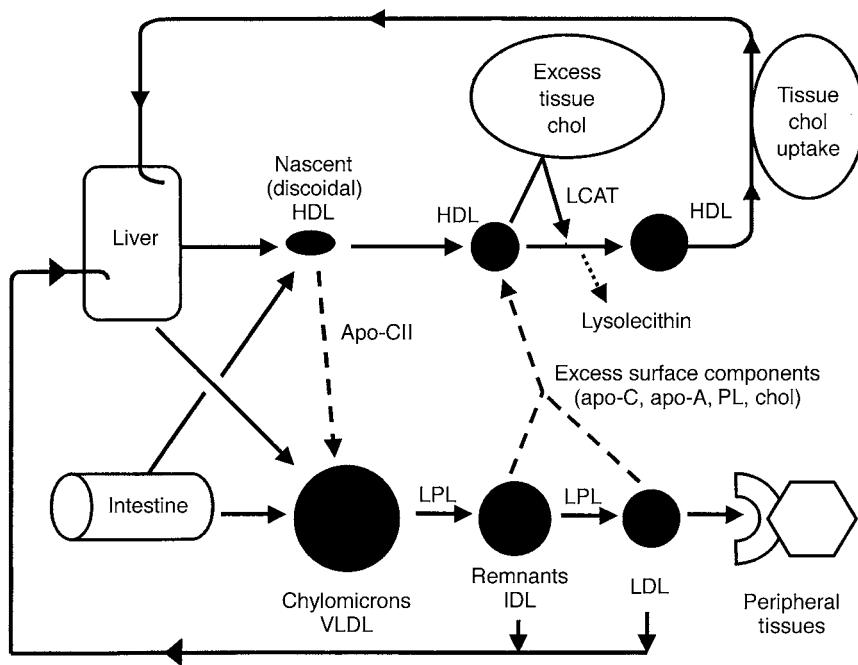 Excess
tissue
chol
Tissue
chol
uptake
Nascent
(discoidal)
HDL
HDL
LCAT
HDL
Liver
Lysolecithin
Apo-CII
Excess surface components
(apo-C, apo-A, PL, chol)
Intestine
LPL
LPL
Chylomicrons
VLDL
Remnants
IDL
LDL
Peripheral
tissues